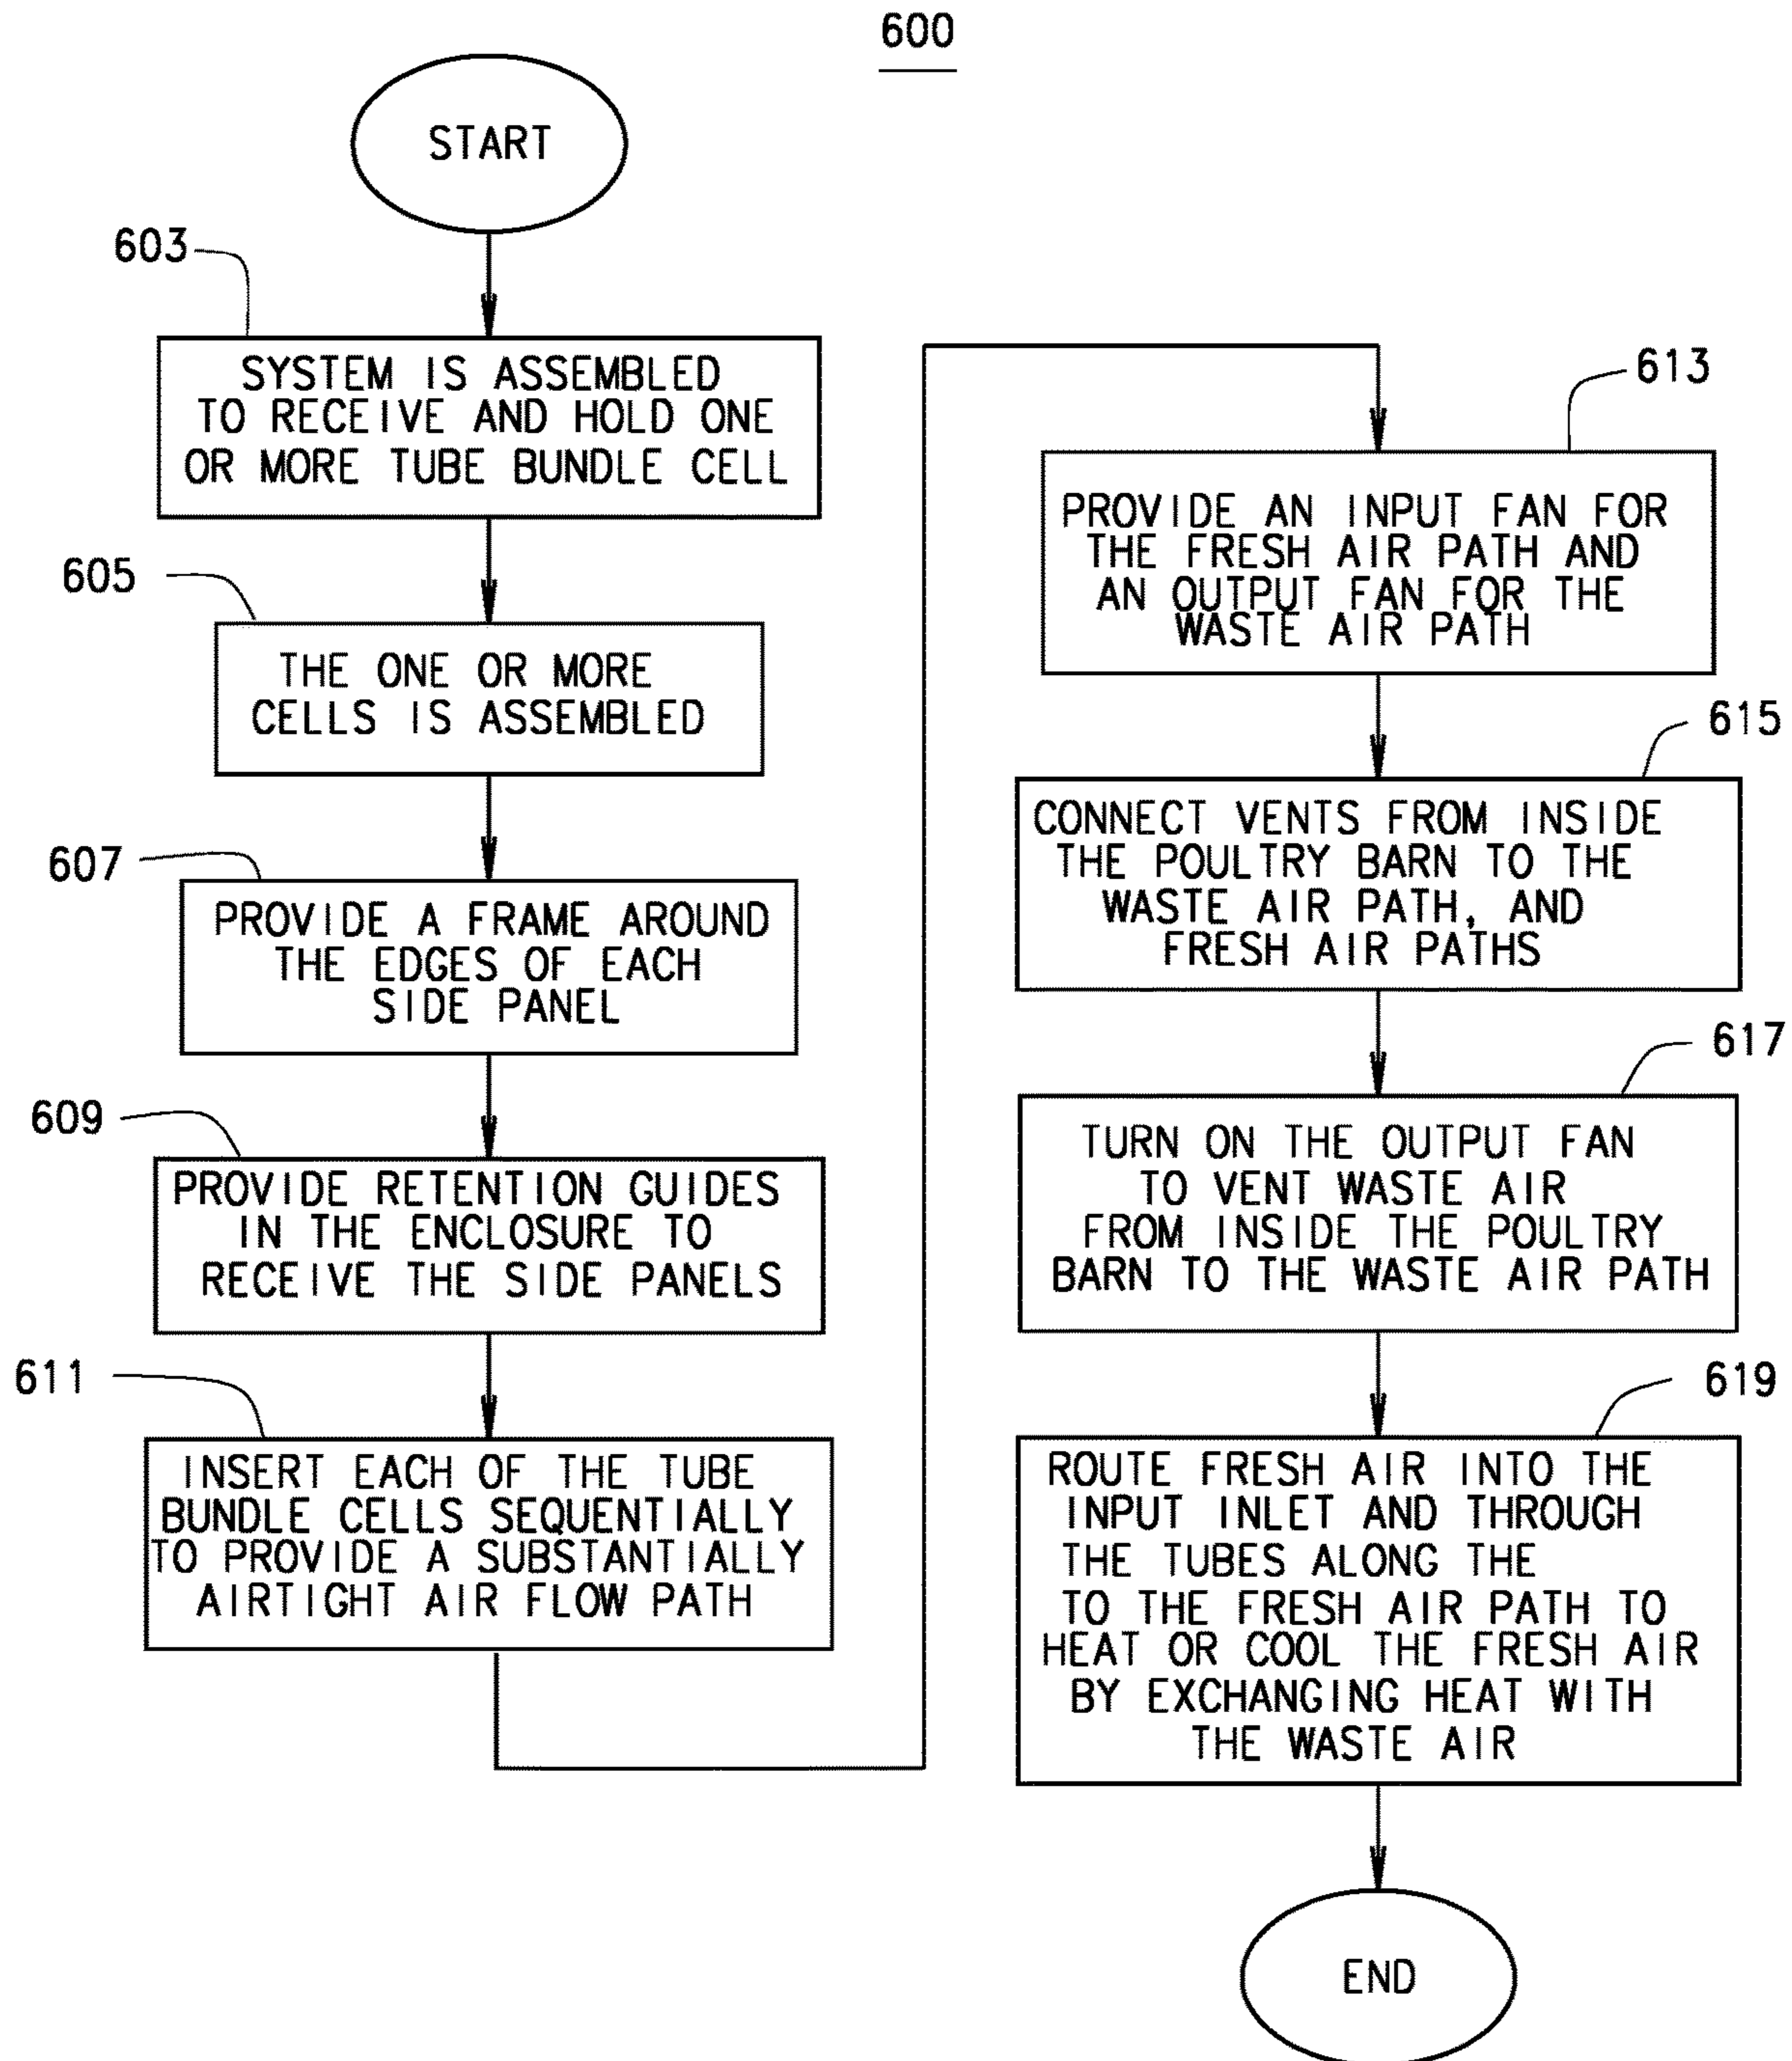 600
START
603
SYSTEM IS ASSEMBLED
TO RECEIVE AND HOLD ONE
OR MORE TUBE BUNDLE CELL
605
THE ONE OR MORE
CELLS IS ASSEMBLED
607
PROVIDE A FRAME AROUND
THE EDGES OF EACH
SIDE PANEL
609
PROVIDE RETENTION GUIDES
IN THE ENCLOSURE TO
RECEIVE THE SIDE PANELS
611
INSERT EACH OF THE TUBE
BUNDLE CELLS SEQUENTIALLY
TO PROVIDE A SUBSTANTIALLY
AIRTIGHT AIR FLOW PATH
613
PROVIDE AN INPUT FAN FOR
THE FRESH AIR PATH AND
AN OUTPUT FAN FOR THE
WASTE AIR PATH
615
CONNECT VENTS FROM INSIDE
THE POULTRY BARN TO THE
WASTE AIR PATH, AND
FRESH AIR PATHS
617
TURN ON THE OUTPUT FAN
TO VENT WASTE AIR
FROM INSIDE THE POULTRY
BARN TO THE WASTE AIR PATH
619
ROUTE FRESH AIR INTO THE
INPUT INLET AND THROUGH
THE TUBES ALONG THE
TO THE FRESH AIR PATH TO
HEAT OR COOL THE FRESH AIR
BY EXCHANGING HEAT WITH
THE WASTE AIR
END